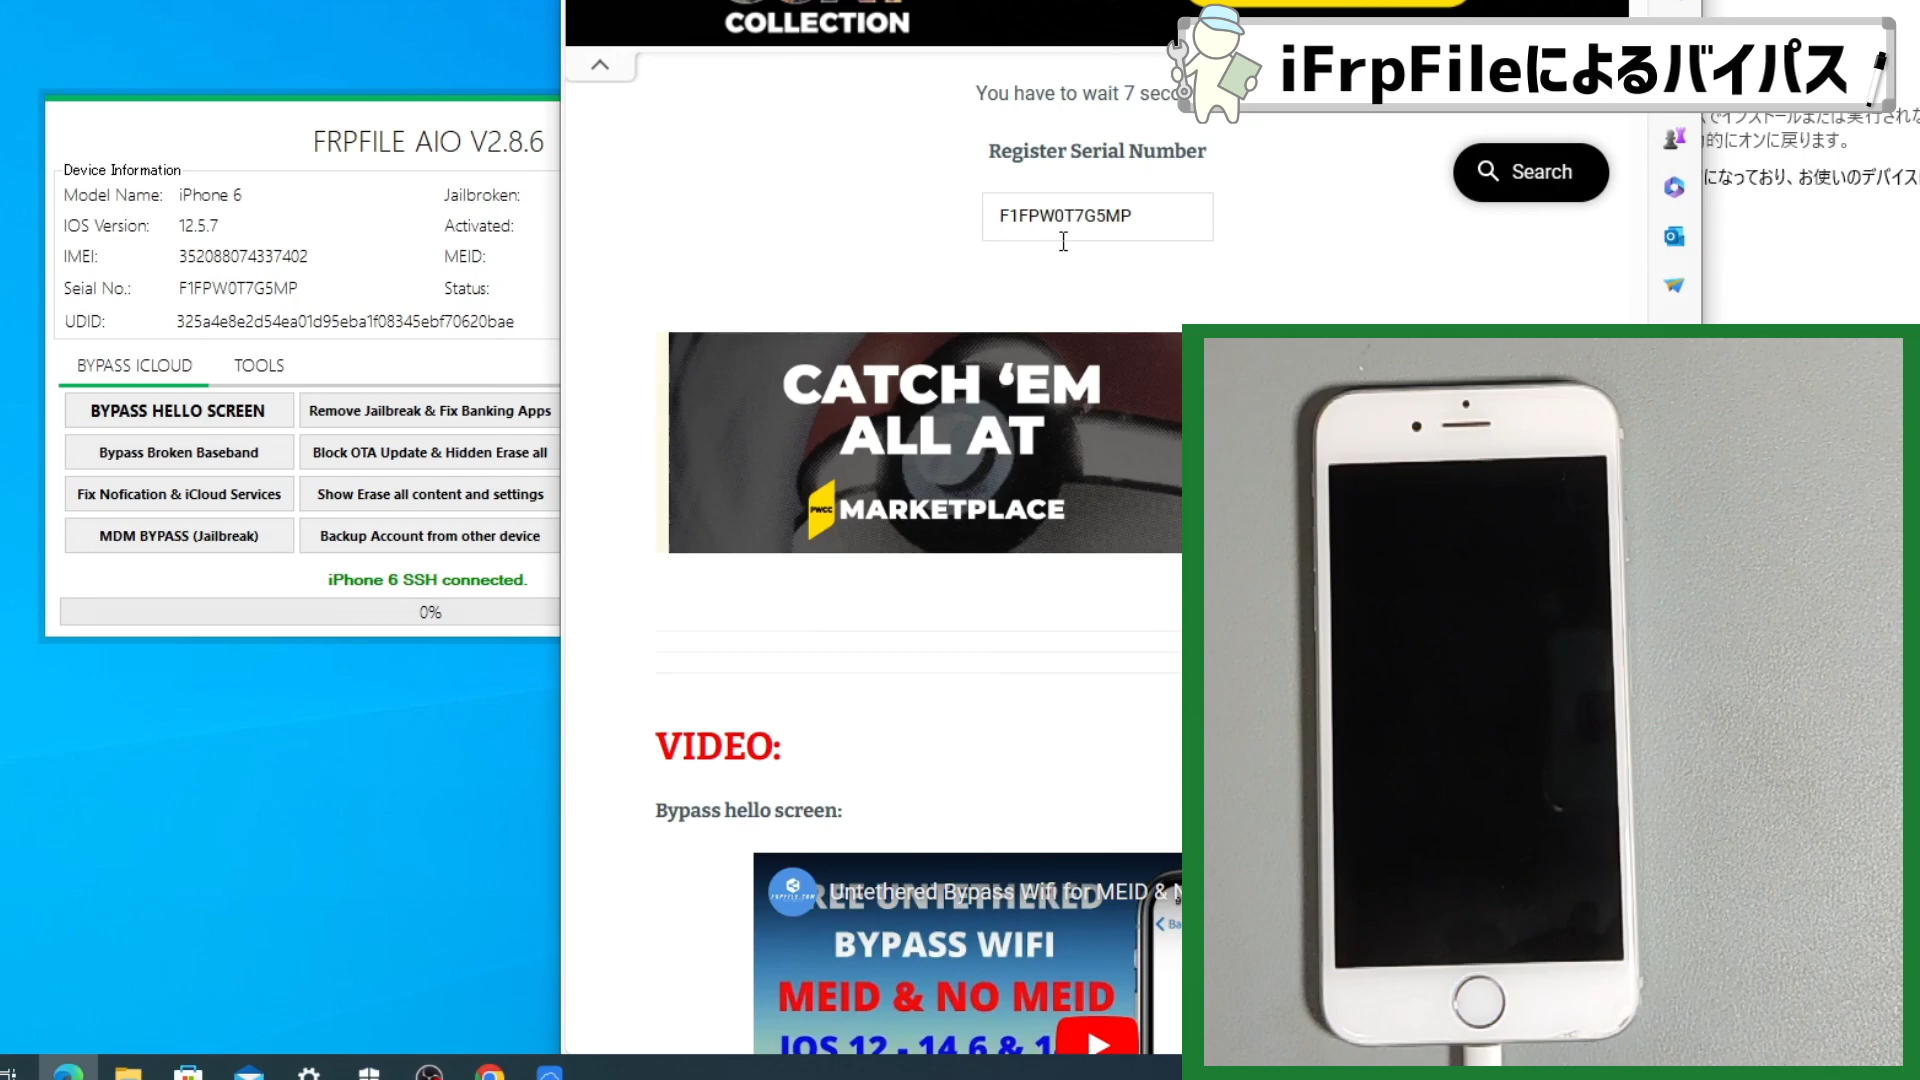 COLLECTION
iFrpFileによるバイパス
You have to wait 7
Register Serial Number
F1FPW0T7G5MP
Search
的にオンに戻ります。
になっており、お使いのデバイス
FRPFILE AIO V2.8.6
Device Information
Model Name: iPhone 6 Jailbroken:
IOS Version: 12.5.7 Activated:
IMEI: 352088074337402 MEID:
Seial No.: F1FPW0T7G5MP Status:
UDID: 325a4e8e2d54ea01d95eba1f08345ebf70620bae
BYPASS ICLOUD TOOLS
BYPASS HELLO SCREEN Remove Jailbreak & Fix Banking Apps
Bypass Broken Baseband Block OTA Update & Hidden Erase all
Fix Nofication & iCloud Services Show Erase all content and settings
MDM BYPASS (Jailbreak) Backup Account from other device
iPhone 6 SSH connected.
0%
CATCH ‘EM
ALL AT
PWCC MARKETPLACE
VIDEO:
Bypass hello screen:
Untethered Bypass Wifi for MEID &
FREE UNTETHERED
BYPASS WIFI
MEID & NO MEID
IOS 12 - 14.6 &